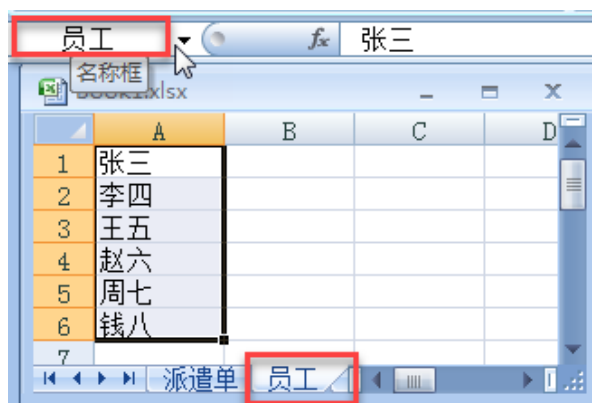 员工 fx 张三
名称框
Book1.xlsx
A B C D
1 张三
2 李四
3 王五
4 赵六
5 周七
6 钱八
7
派遣单 员工